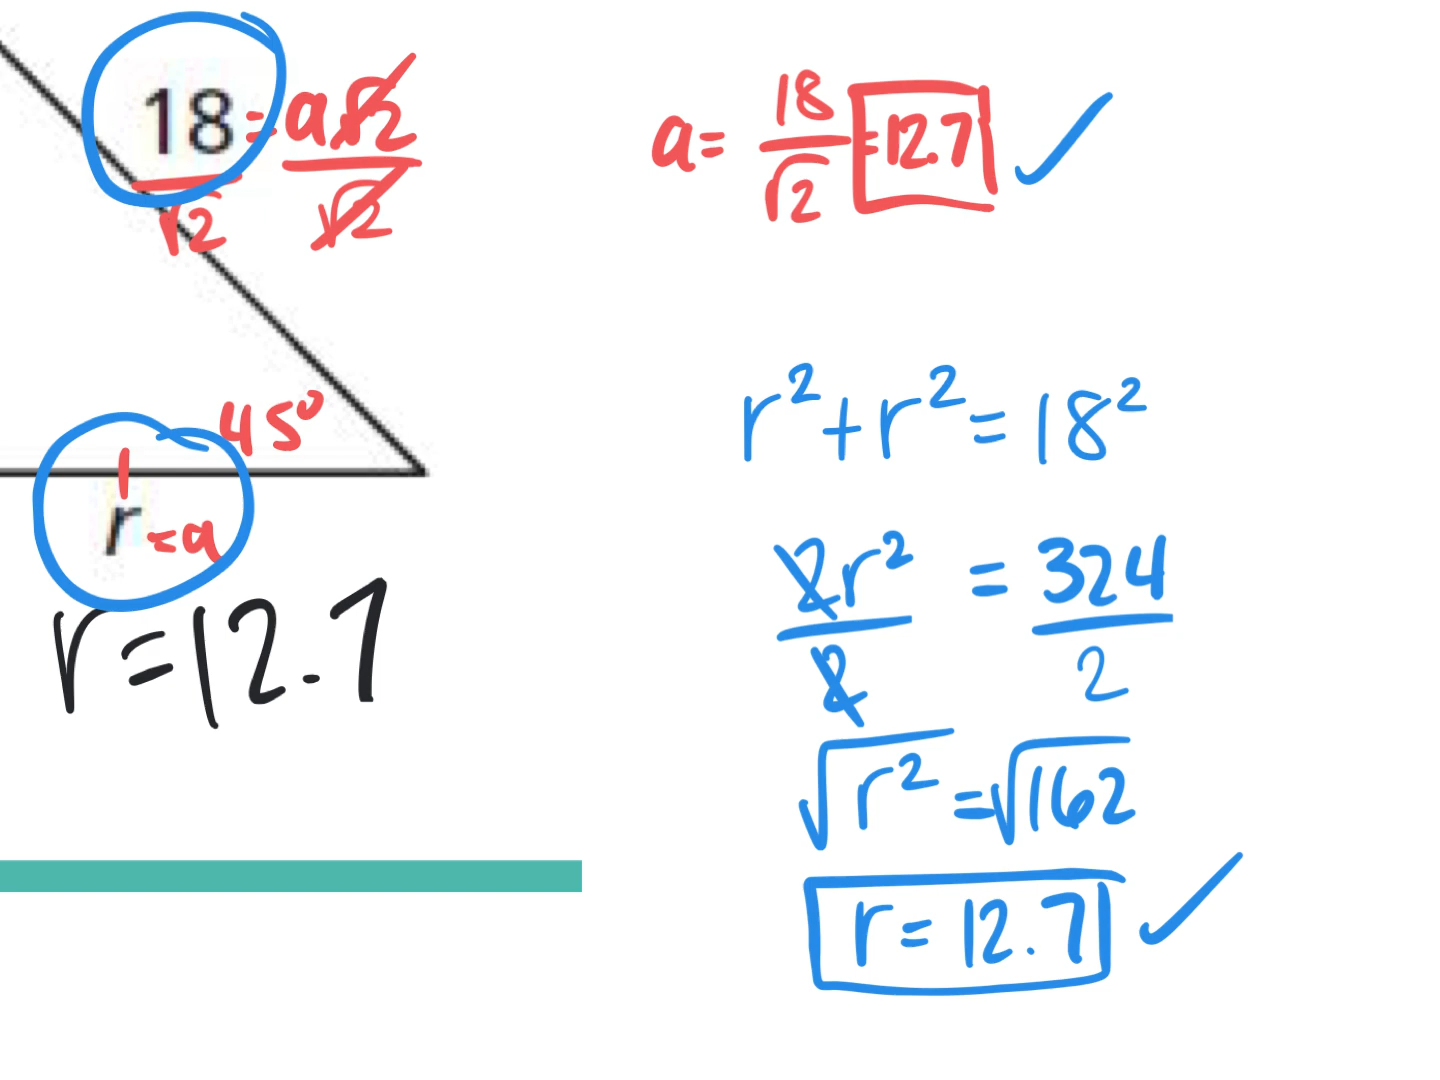 18 = a√2
√2 √2
45°
r = a
r = 12.7
a = 18/√2 = 12.7 ✓
r² + r² = 18²
2r² = 324
2 2
√r² = √162
r = 12.7 ✓